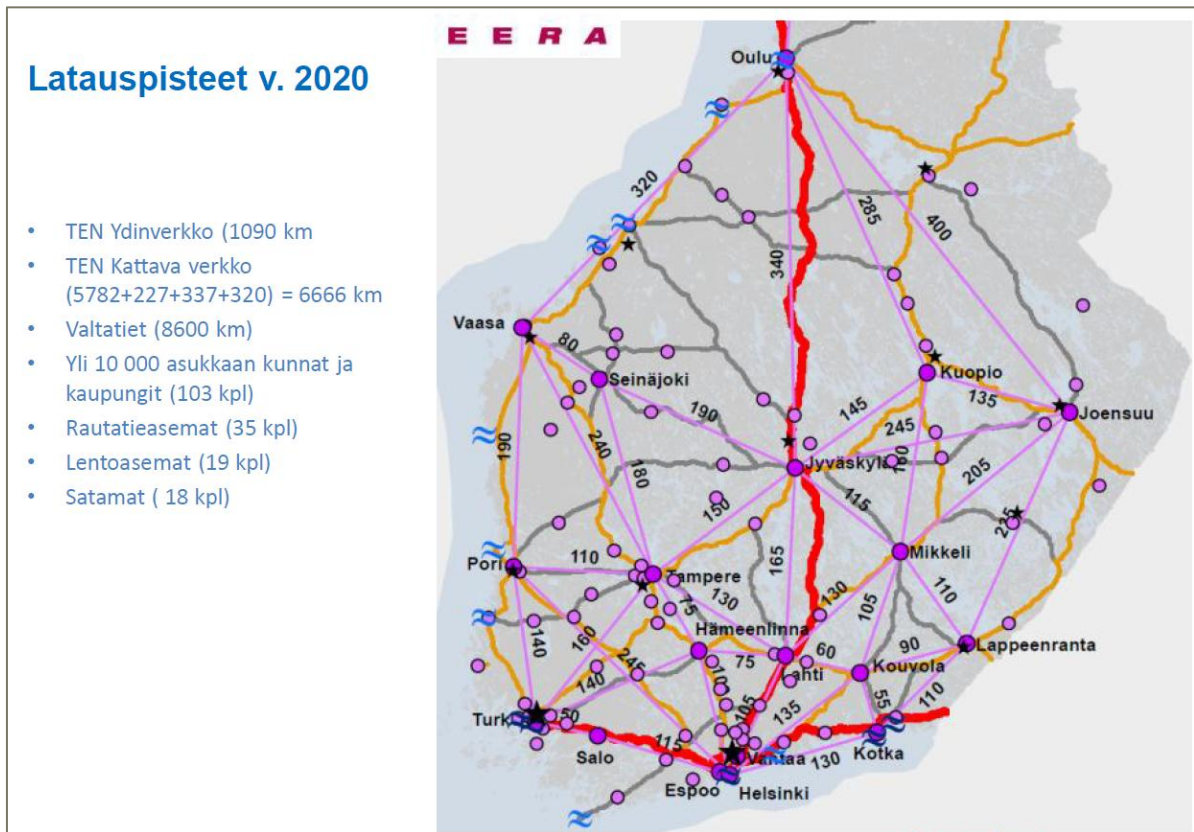 E E R A
Latauspisteet v. 2020
• TEN Ydinverkko (1090 km
• TEN Kattava verkko
(5782+227+337+320) = 6666 km
• Valtatiet (8600 km)
• Yli 10 000 asukkaan kunnat ja
kaupungit (103 kpl)
• Rautatieasemat (35 kpl)
• Lentoasemat (19 kpl)
• Satamat ( 18 kpl)
Oulu
320
285
400
340
Vaasa
80
Seinäjoki
Kuopio
135
Joensuu
190
145
245
190
240
180
160
205
Jyväskylä
150
115
225
Mikkeli
Pori
110
Tampere
165
130
130
105
110
75
Hämeenlinna
140
160
75
60
90
Lappeenranta
245
Lahti
Kouvola
140
105
135
55
110
Turku
50
115
Salo
Vantaa
130
Kotka
Espoo
Helsinki